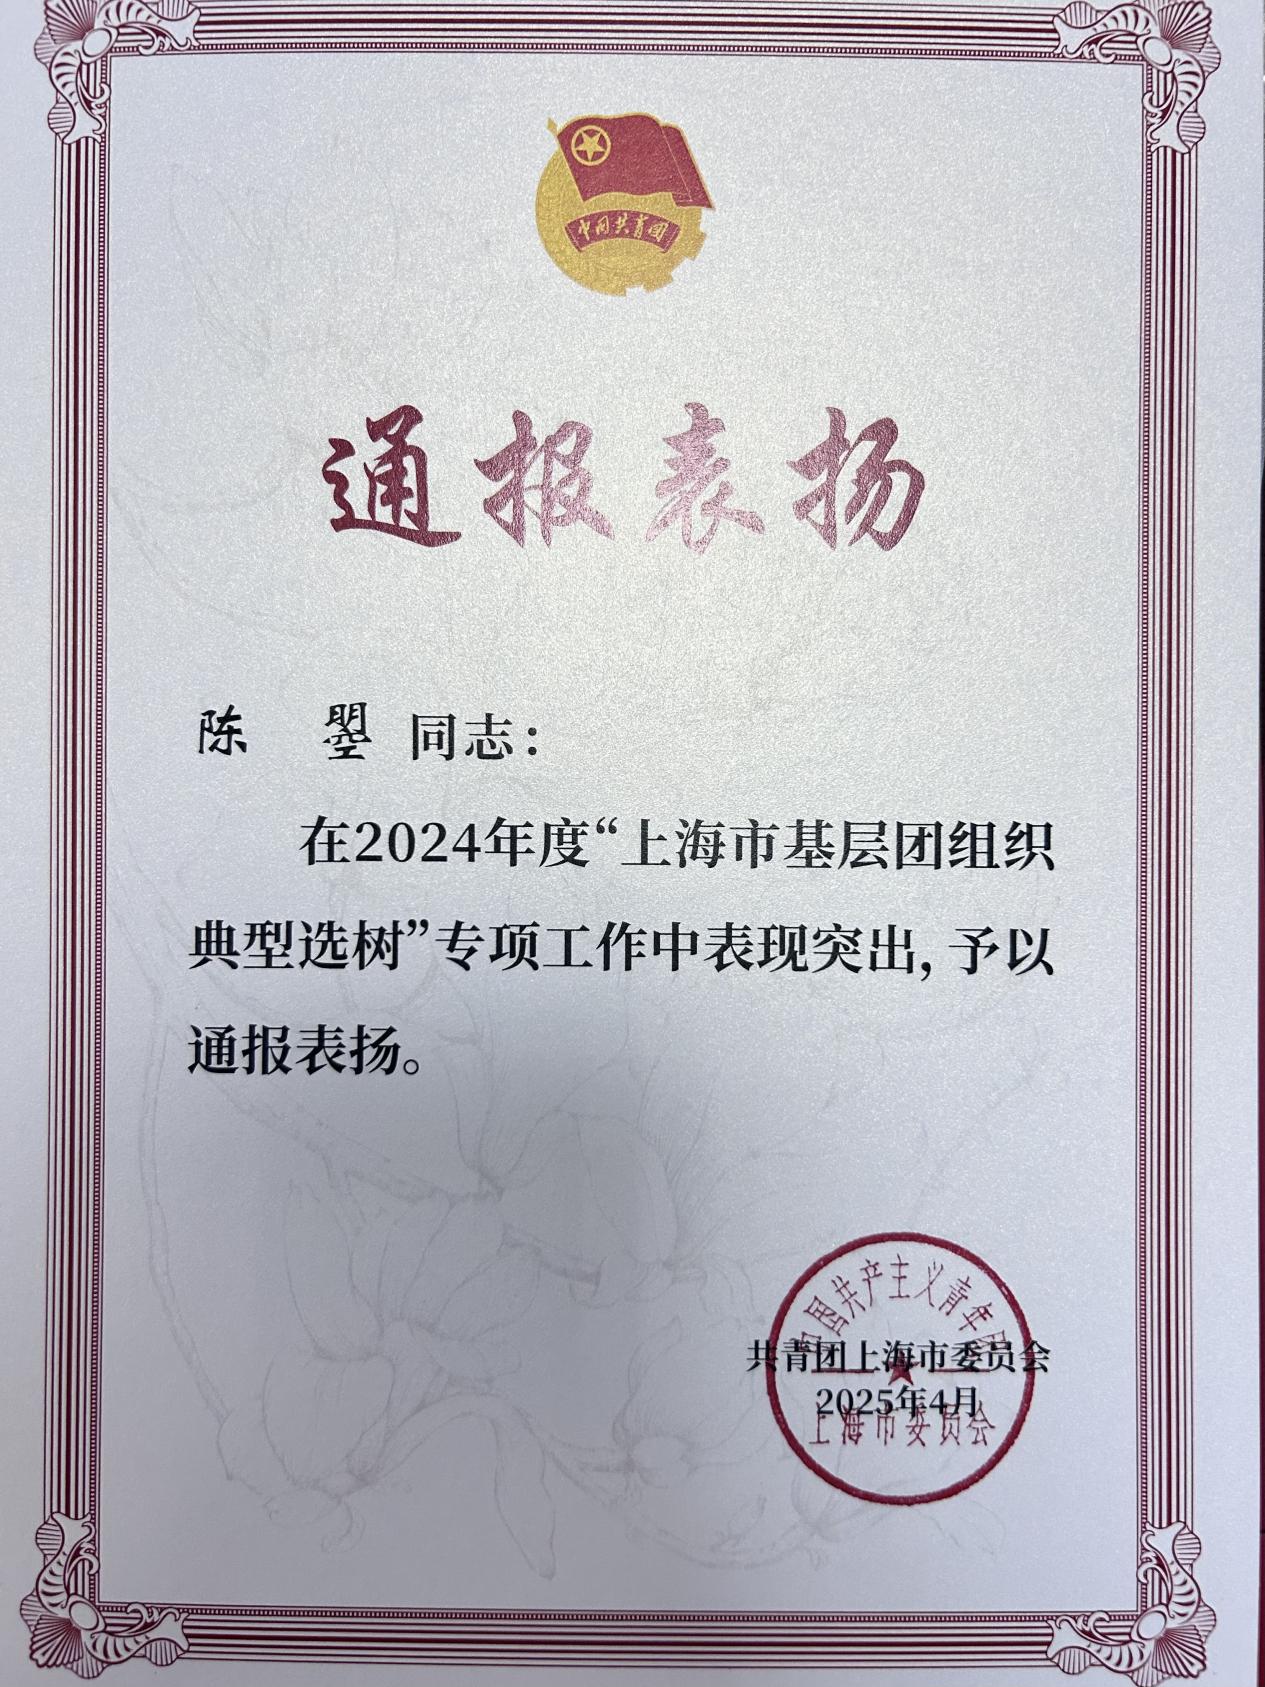 中国共青团
通报表扬
陈 曌 同志：
在2024年度“上海市基层团组织
典型选树”专项工作中表现突出，予以
通报表扬。
中国共产主义青年团
共青团上海市委员会
2025年4月
上海市委员会